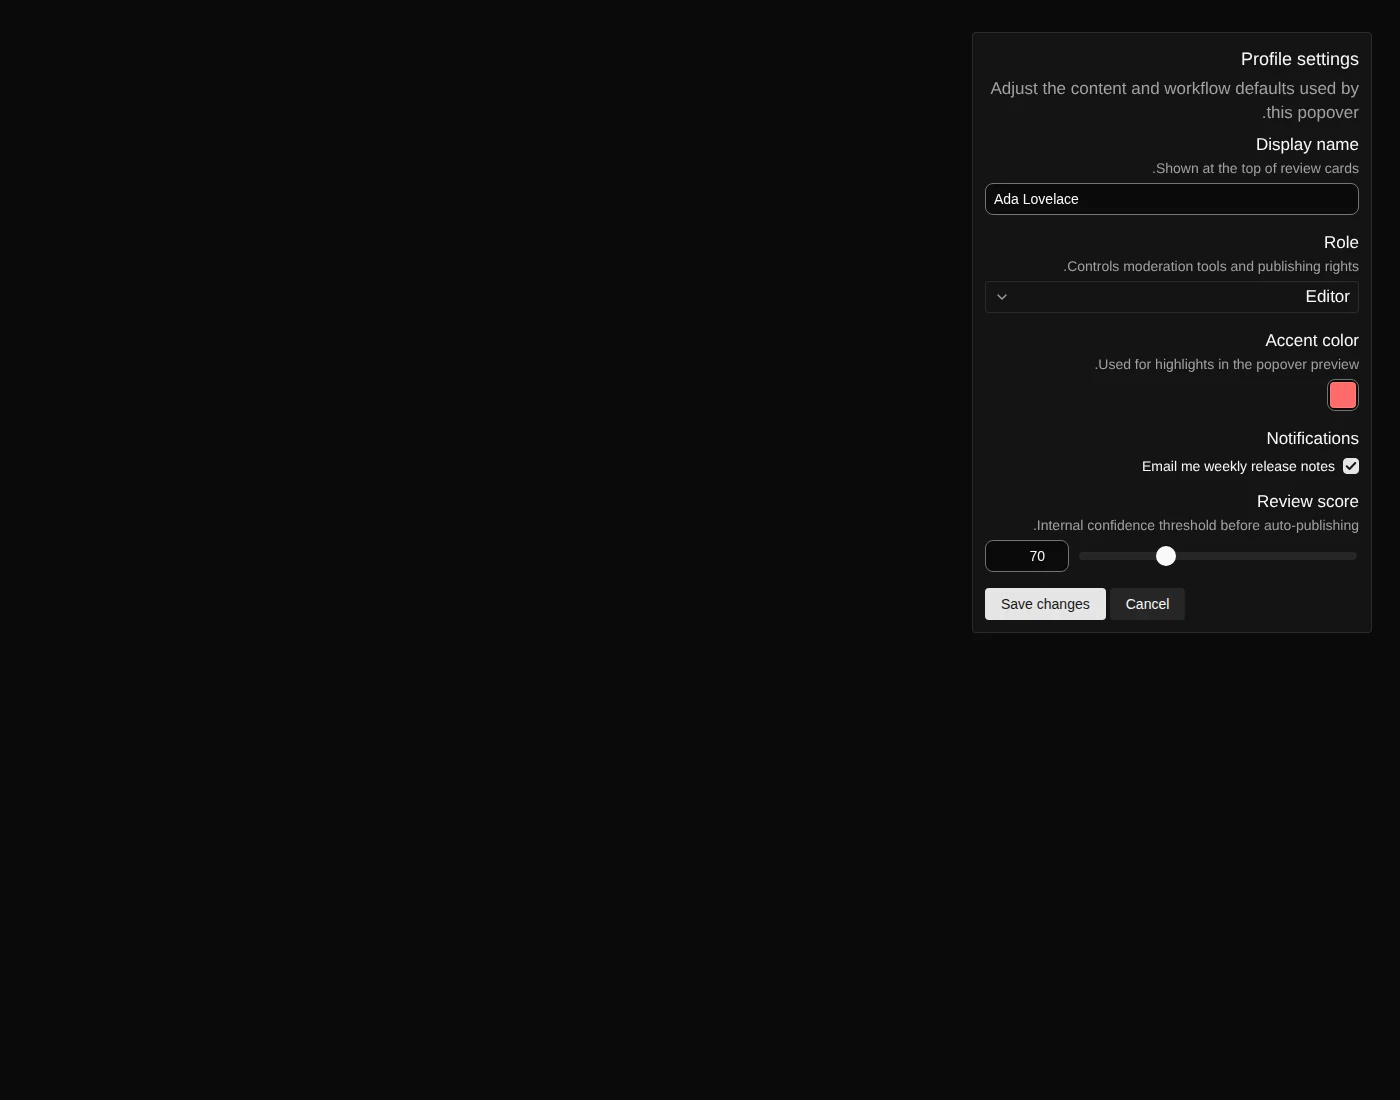 Profile settings
Adjust the content and workflow defaults used by
.this popover
Display name
.Shown at the top of review cards
Ada Lovelace
Role
.Controls moderation tools and publishing rights
Editor
Accent color
.Used for highlights in the popover preview
Notifications
Email me weekly release notes
Review score
.Internal confidence threshold before auto-publishing
70
Save changes
Cancel